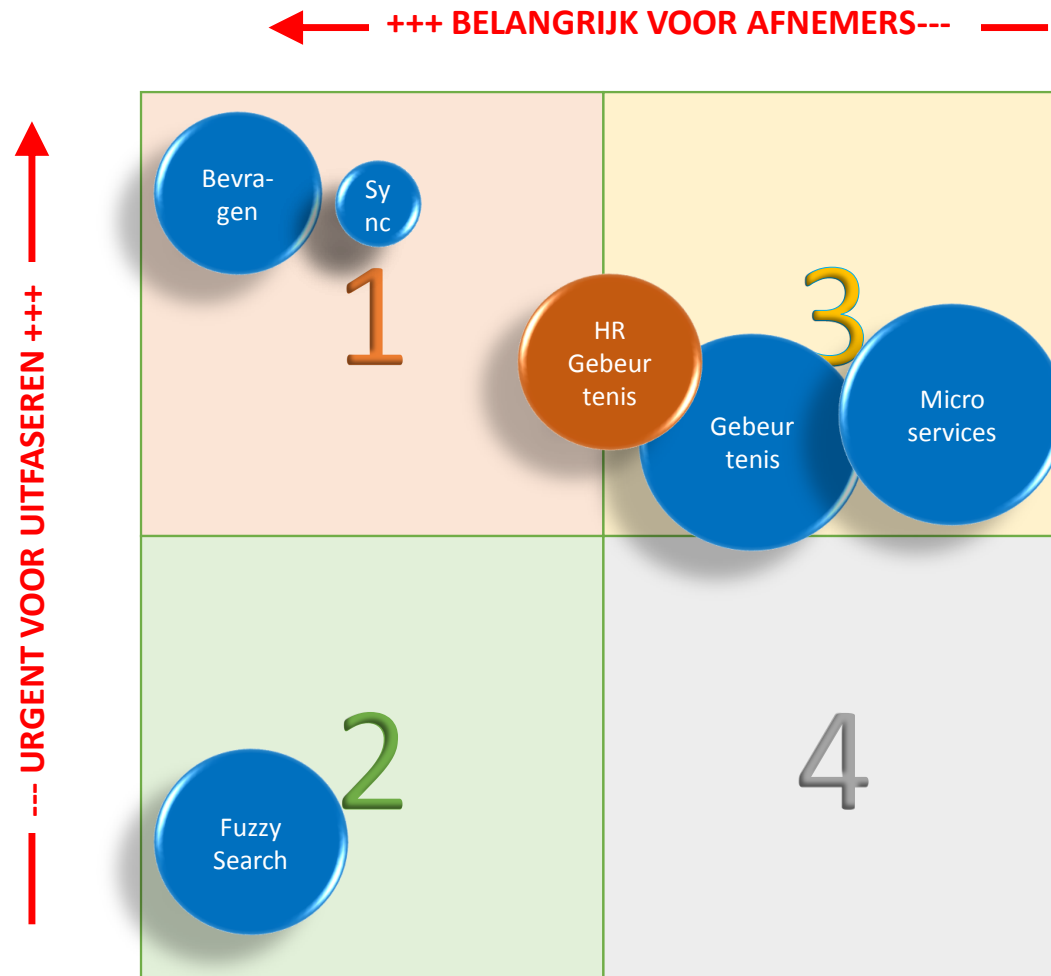 +++ BELANGRIJK VOOR AFNEMERS---
--- URGENT VOOR UITFASEREN +++
Bevra-
gen
Sy
nc
1
3
HR
Gebeur
tenis
Gebeur
tenis
Micro
services
2
4
Fuzzy
Search